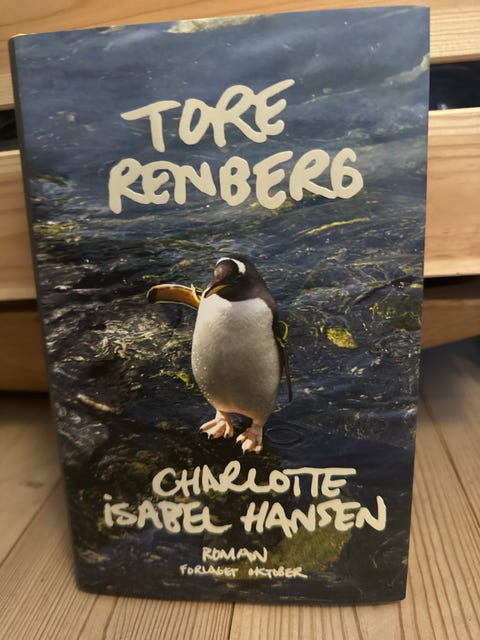 TORE
RENBERG
CHARLOTTE
ISABEL HANSEN
ROMAN
FORLAGET OKTOBER